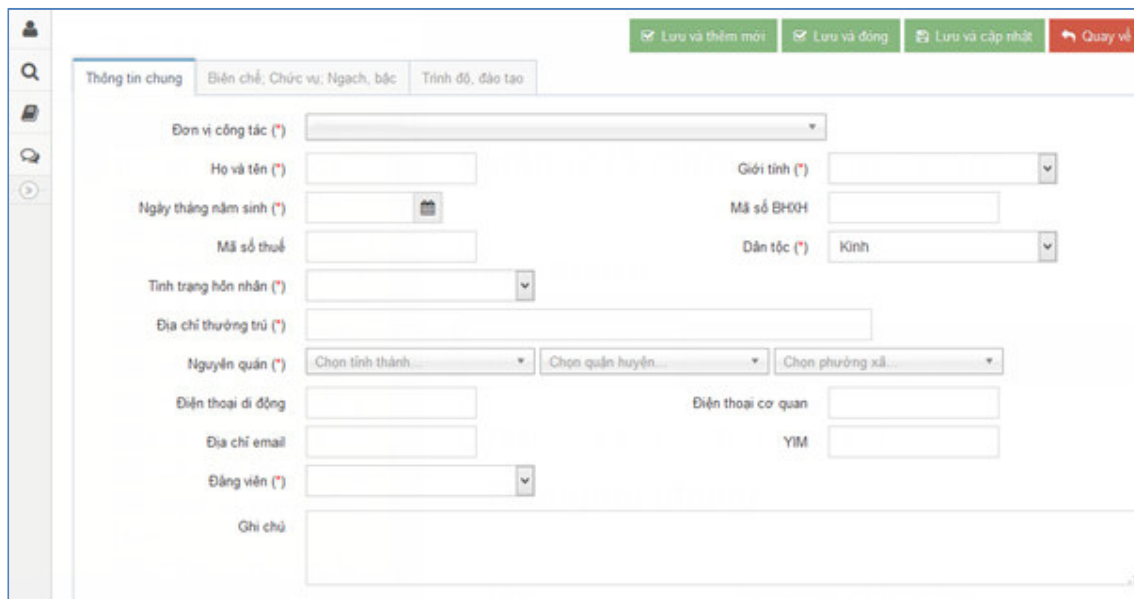 Lưu và thêm mới Lưu và đóng Lưu và cập nhật Quay về
Thông tin chung Biên chế; Chức vụ; Ngạch, bậc Trình độ, đào tạo
Đơn vị công tác (*)
Họ và tên (*) Giới tính (*)
Ngày tháng năm sinh (*) Mã số BHXH
Mã số thuế Dân tộc (*) Kinh
Tình trạng hôn nhân (*)
Địa chỉ thường trú (*)
Nguyên quán (*) Chọn tỉnh thành... Chọn quận huyện... Chọn phường xã...
Điện thoại di động Điện thoại cơ quan
Địa chỉ email YIM
Đảng viên (*)
Ghi chú